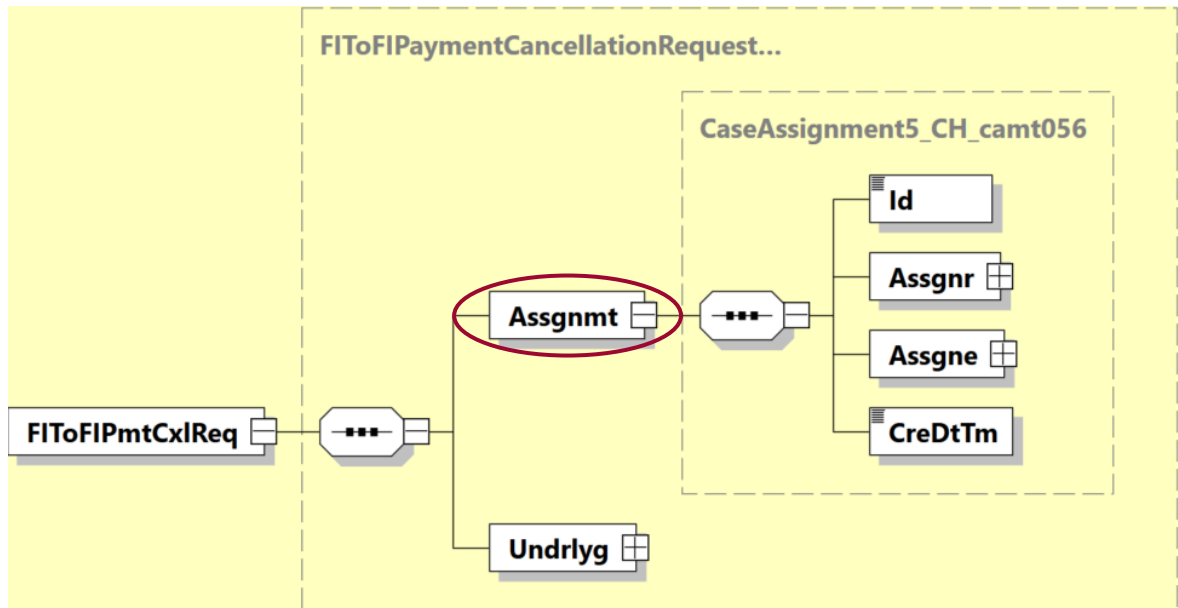 FIToFIPaymentCancellationRequest...
CaseAssignment5_CH_camt056
Id
Assgnr
Assgnmt
Assgne
FIToFIPmtCxlReq
CreDtTm
Undrlyg